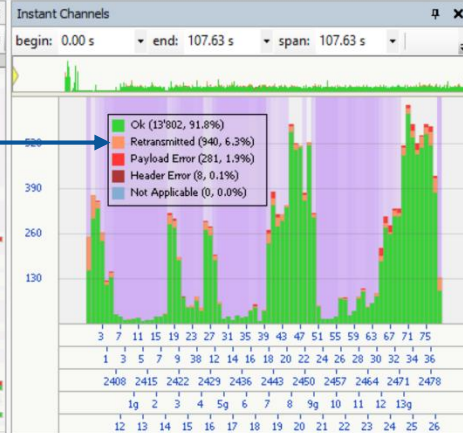 Instant Channels
begin: 0.00 s end: 107.63 s span: 107.63 s
Ok (13'802, 91.8%)
Retransmitted (940, 6.3%)
Payload Error (281, 1.9%)
Header Error (8, 0.1%)
Not Applicable (0, 0.0%)
520
390
260
130
3 7 11 15 19 23 27 31 35 39 43 47 51 55 59 63 67 71 75
1 3 5 7 9 38 12 14 16 18 20 22 24 26 28 30 32 34 36
2408 2415 2422 2429 2436 2443 2450 2457 2464 2471 2478
1g 2 3 4 5g 6 7 8 9g 10 11 12 13g
12 13 14 15 16 17 18 19 20 21 22 23 24 25 26